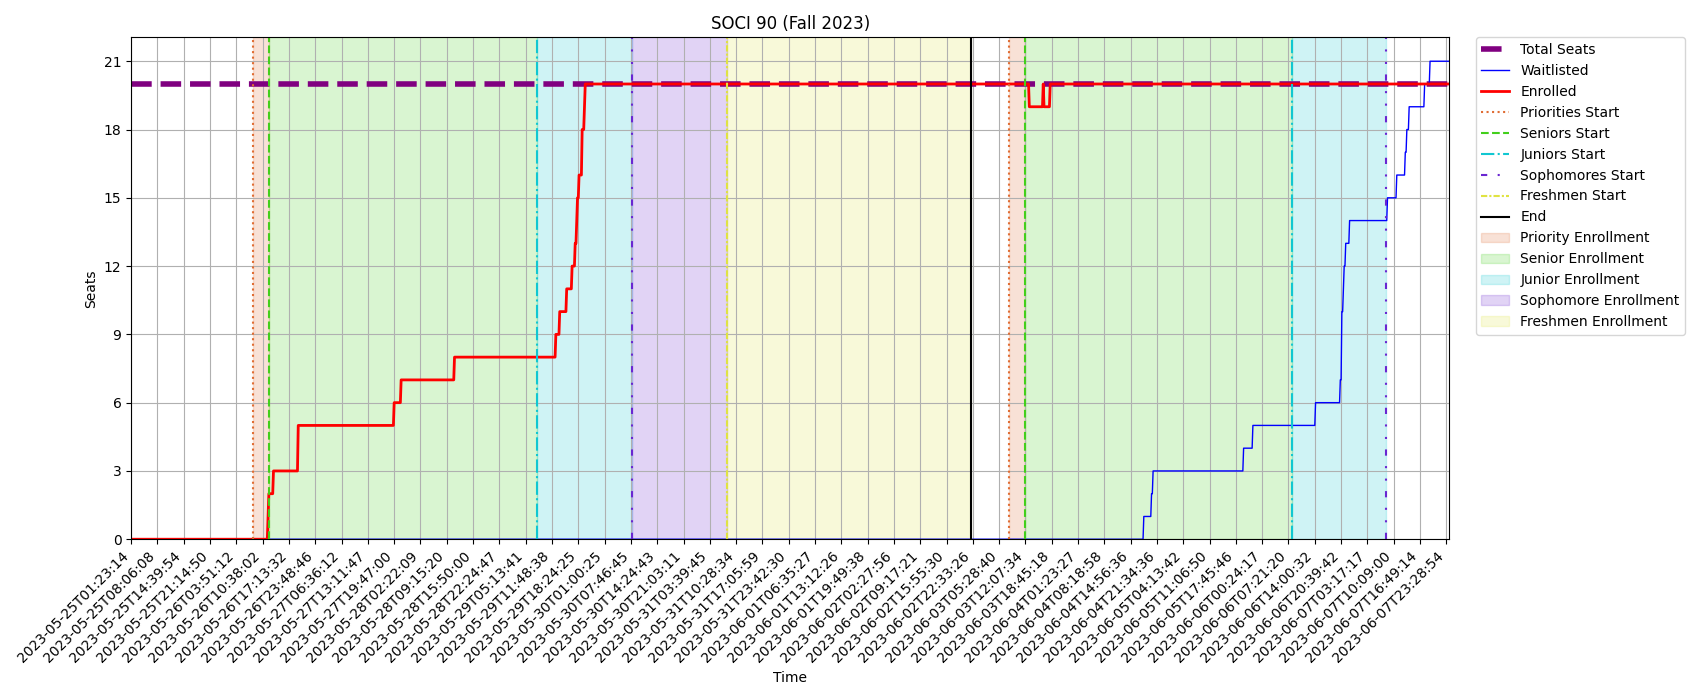 SOCI 90 (Fall 2023)
Seats
21
18
15
12
9
6
3
0
2023-05-25T01:23:14
2023-05-25T08:06:08
2023-05-25T14:39:54
2023-05-25T21:14:50
2023-05-26T03:51:12
2023-05-26T10:38:02
2023-05-26T17:13:32
2023-05-26T23:48:46
2023-05-27T06:36:12
2023-05-27T13:11:47
2023-05-27T19:47:00
2023-05-28T02:22:09
2023-05-28T09:15:20
2023-05-28T15:50:00
2023-05-28T22:24:47
2023-05-29T05:13:41
2023-05-29T11:48:38
2023-05-29T18:24:25
2023-05-30T01:00:25
2023-05-30T07:46:45
2023-05-30T14:24:43
2023-05-30T21:03:11
2023-05-31T03:39:45
2023-05-31T10:28:34
2023-05-31T17:05:59
2023-05-31T23:42:30
2023-06-01T06:35:27
2023-06-01T13:12:26
2023-06-01T19:49:38
2023-06-02T02:27:56
2023-06-02T09:17:21
2023-06-02T15:55:30
2023-06-02T22:33:26
2023-06-03T05:28:40
2023-06-03T12:07:34
2023-06-03T18:45:18
2023-06-04T01:23:27
2023-06-04T08:18:58
2023-06-04T14:56:36
2023-06-04T21:34:36
2023-06-05T04:13:42
2023-06-05T11:06:50
2023-06-05T17:45:46
2023-06-06T00:24:17
2023-06-06T07:21:20
2023-06-06T14:00:32
2023-06-06T20:39:42
2023-06-07T03:17:17
2023-06-07T10:09:00
2023-06-07T16:49:14
2023-06-07T23:28:54
Time
Total Seats
Waitlisted
Enrolled
Priorities Start
Seniors Start
Juniors Start
Sophomores Start
Freshmen Start
End
Priority Enrollment
Senior Enrollment
Junior Enrollment
Sophomore Enrollment
Freshmen Enrollment